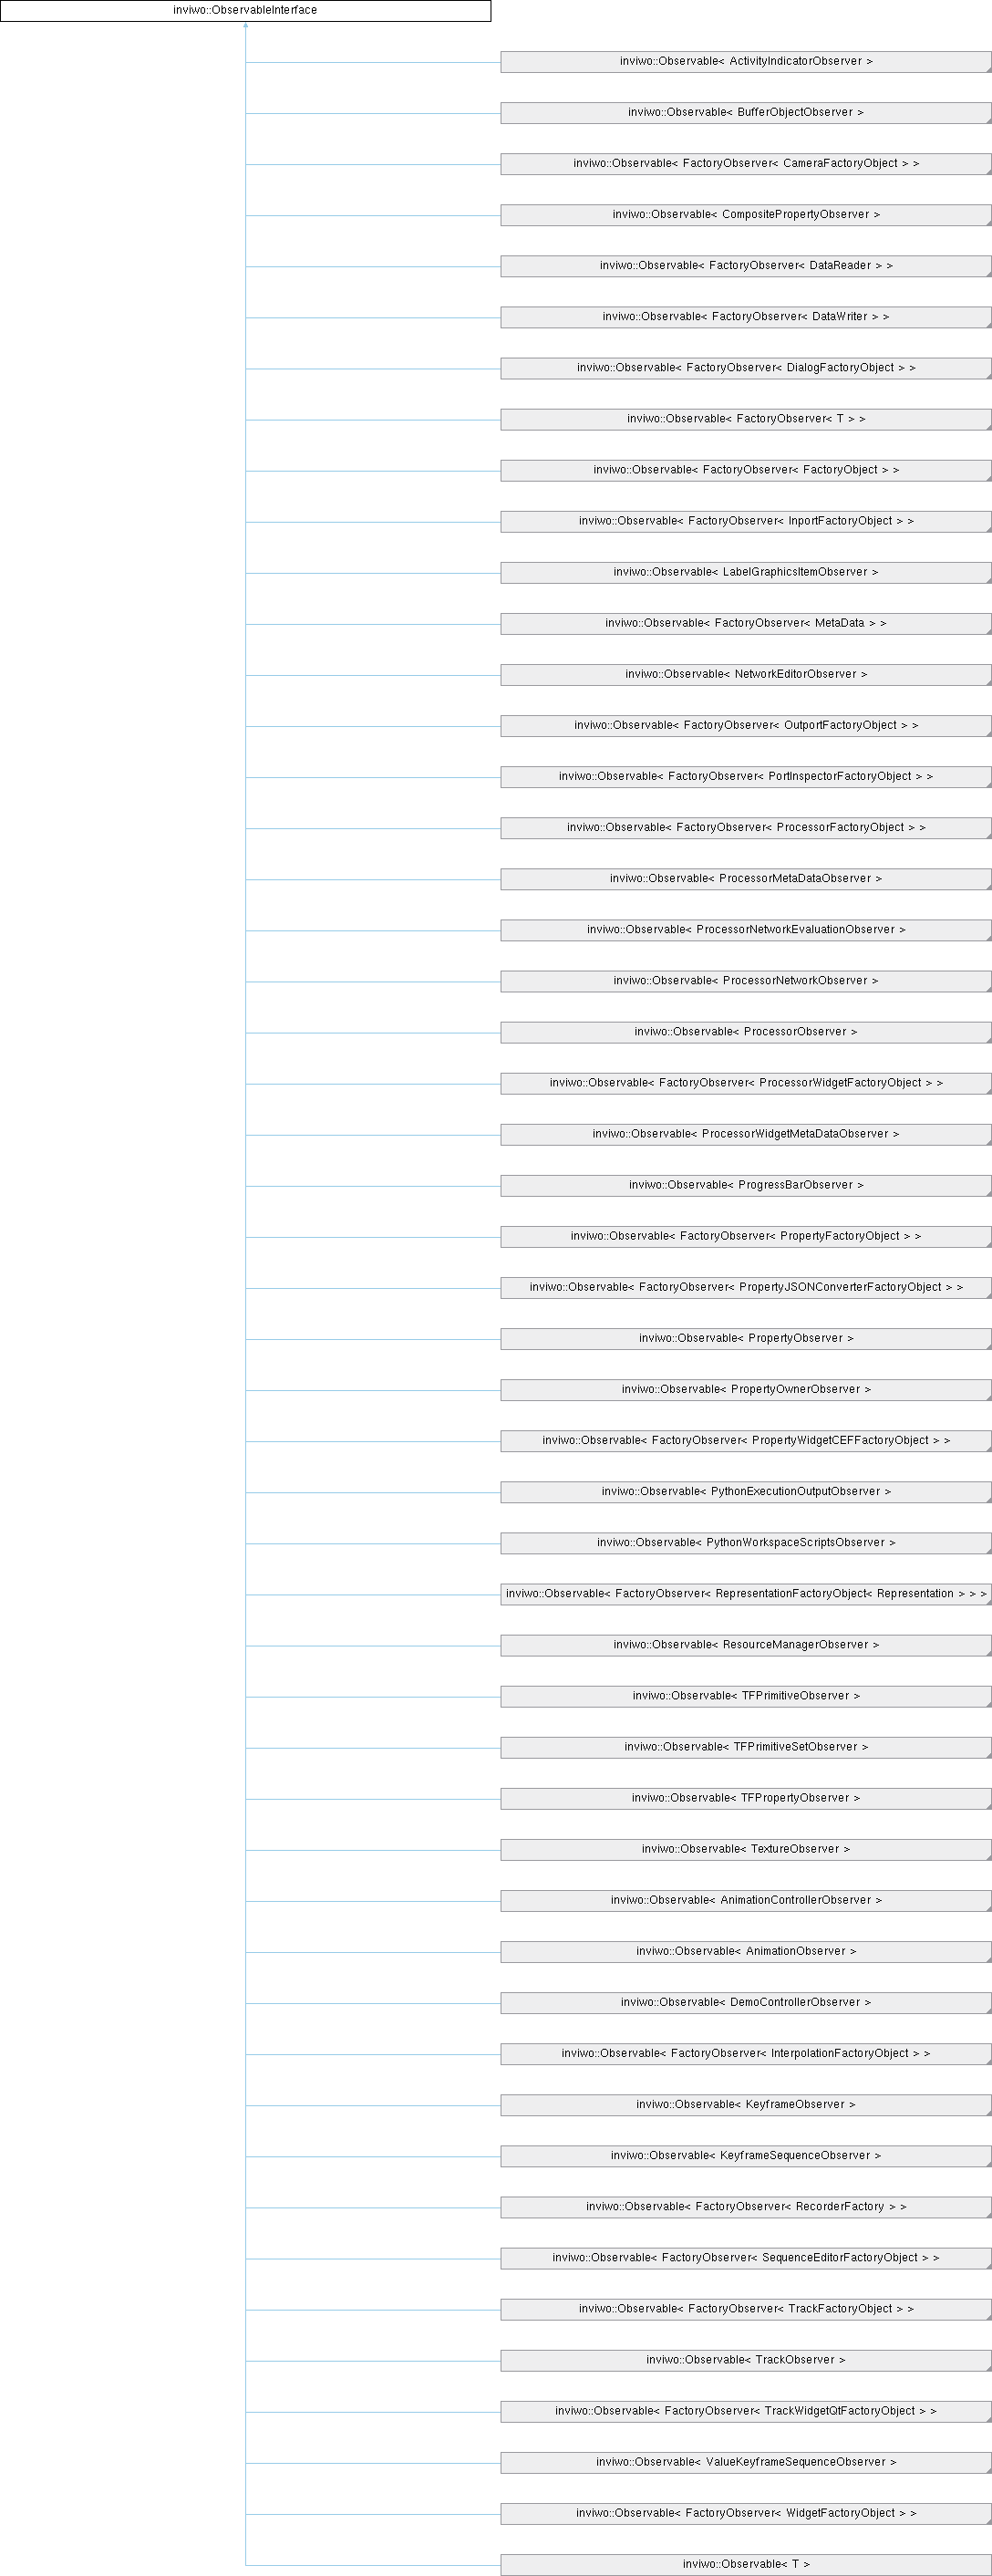 inviwo::ObservableInterface
inviwo::Observable< ActivityIndicatorObserver >
inviwo::Observable< BufferObjectObserver >
inviwo::Observable< FactoryObserver< CameraFactoryObject > >
inviwo::Observable< CompositePropertyObserver >
inviwo::Observable< FactoryObserver< DataReader > >
inviwo::Observable< FactoryObserver< DataWriter > >
inviwo::Observable< FactoryObserver< DialogFactoryObject > >
inviwo::Observable< FactoryObserver< T > >
inviwo::Observable< FactoryObserver< FactoryObject > >
inviwo::Observable< FactoryObserver< InportFactoryObject > >
inviwo::Observable< LabelGraphicsItemObserver >
inviwo::Observable< FactoryObserver< MetaData > >
inviwo::Observable< NetworkEditorObserver >
inviwo::Observable< FactoryObserver< OutportFactoryObject > >
inviwo::Observable< FactoryObserver< PortInspectorFactoryObject > >
inviwo::Observable< FactoryObserver< ProcessorFactoryObject > >
inviwo::Observable< ProcessorMetaDataObserver >
inviwo::Observable< ProcessorNetworkEvaluationObserver >
inviwo::Observable< ProcessorNetworkObserver >
inviwo::Observable< ProcessorObserver >
inviwo::Observable< FactoryObserver< ProcessorWidgetFactoryObject > >
inviwo::Observable< ProcessorWidgetMetaDataObserver >
inviwo::Observable< ProgressBarObserver >
inviwo::Observable< FactoryObserver< PropertyFactoryObject > >
inviwo::Observable< FactoryObserver< PropertyJSONConverterFactoryObject > >
inviwo::Observable< PropertyObserver >
inviwo::Observable< PropertyOwnerObserver >
inviwo::Observable< FactoryObserver< PropertyWidgetCEFFactoryObject > >
inviwo::Observable< PythonExecutionOutputObserver >
inviwo::Observable< PythonWorkspaceScriptsObserver >
inviwo::Observable< FactoryObserver< RepresentationFactoryObject< Representation > > >
inviwo::Observable< ResourceManagerObserver >
inviwo::Observable< TFPrimitiveObserver >
inviwo::Observable< TFPrimitiveSetObserver >
inviwo::Observable< TFPropertyObserver >
inviwo::Observable< TextureObserver >
inviwo::Observable< AnimationControllerObserver >
inviwo::Observable< AnimationObserver >
inviwo::Observable< DemoControllerObserver >
inviwo::Observable< FactoryObserver< InterpolationFactoryObject > >
inviwo::Observable< KeyframeObserver >
inviwo::Observable< KeyframeSequenceObserver >
inviwo::Observable< FactoryObserver< RecorderFactory > >
inviwo::Observable< FactoryObserver< SequenceEditorFactoryObject > >
inviwo::Observable< FactoryObserver< TrackFactoryObject > >
inviwo::Observable< TrackObserver >
inviwo::Observable< FactoryObserver< TrackWidgetQtFactoryObject > >
inviwo::Observable< ValueKeyframeSequenceObserver >
inviwo::Observable< FactoryObserver< WidgetFactoryObject > >
inviwo::Observable< T >